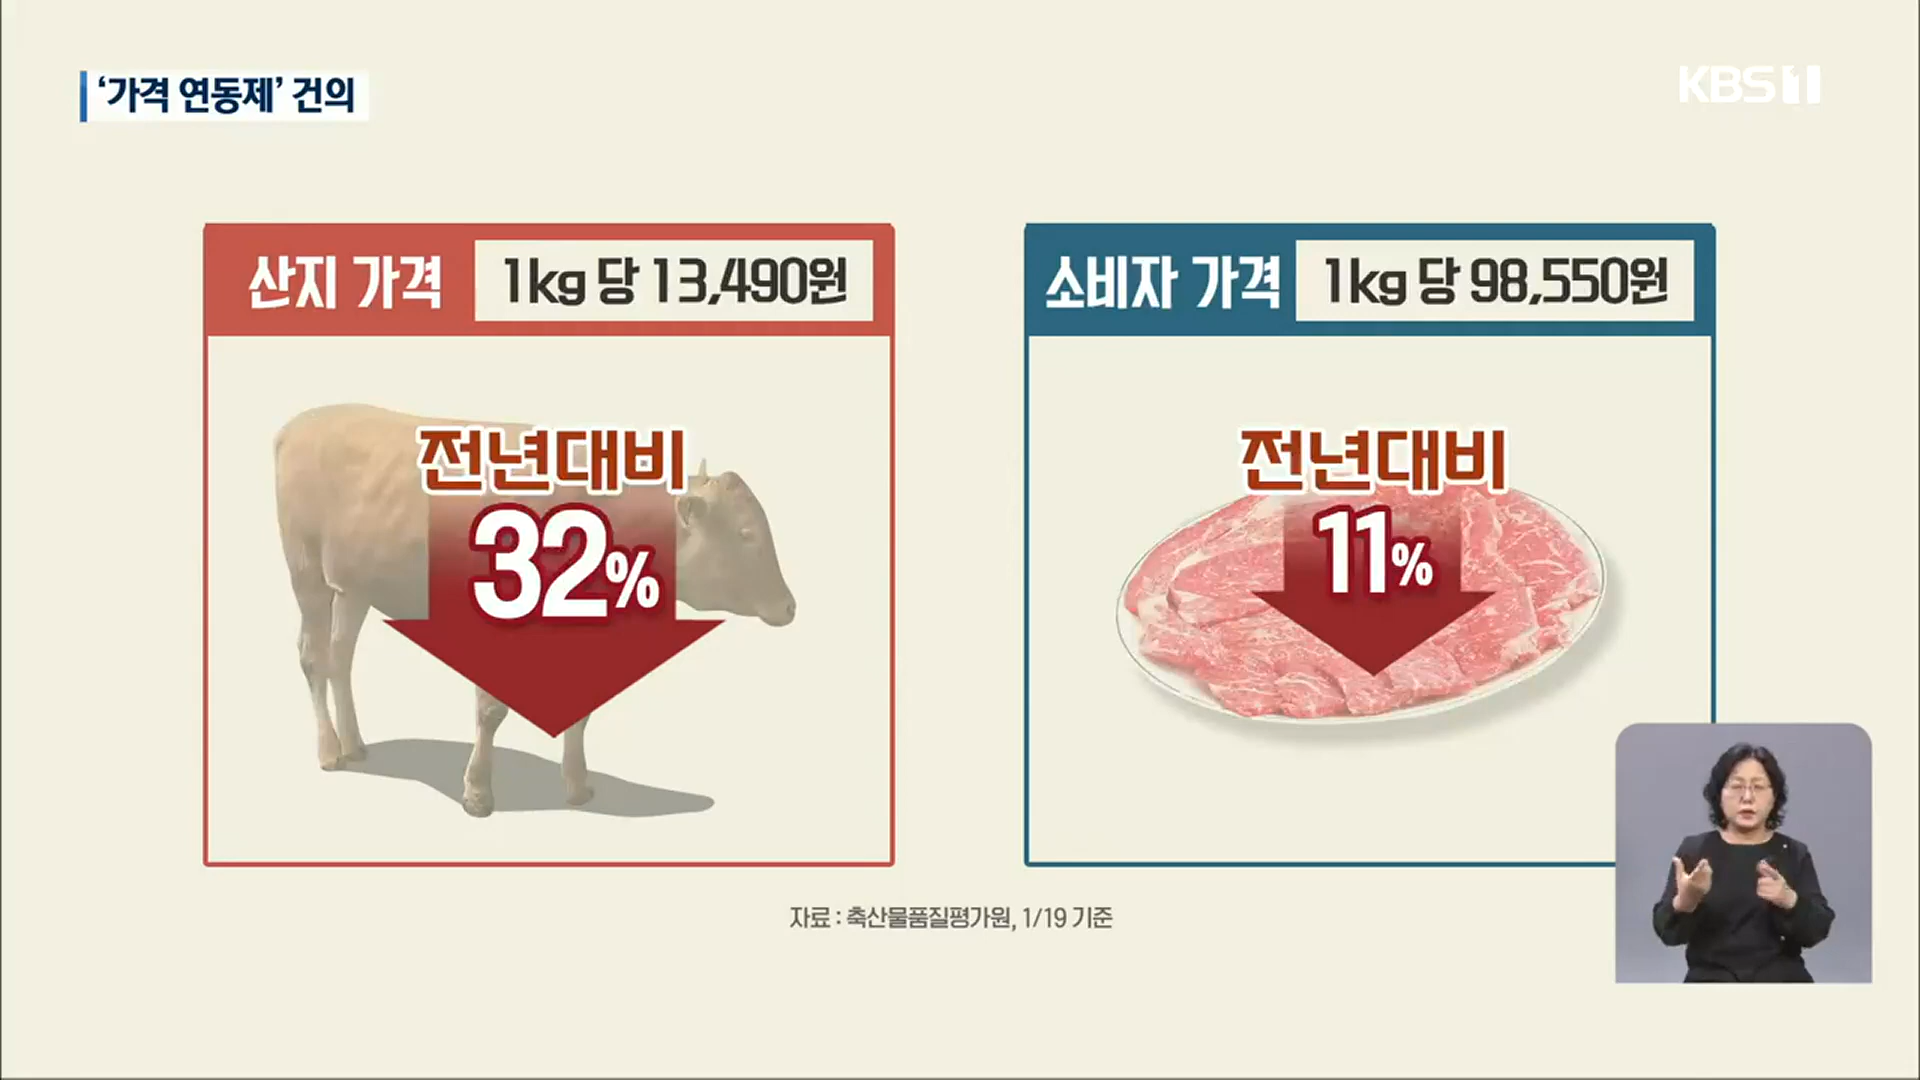 ‘가격 연동제’ 건의
KBS 1
산지 가격
1kg 당 13,490원
전년대비
32%
소비자 가격
1kg 당 98,550원
전년대비
11%
자료 : 축산물품질평가원, 1/19 기준